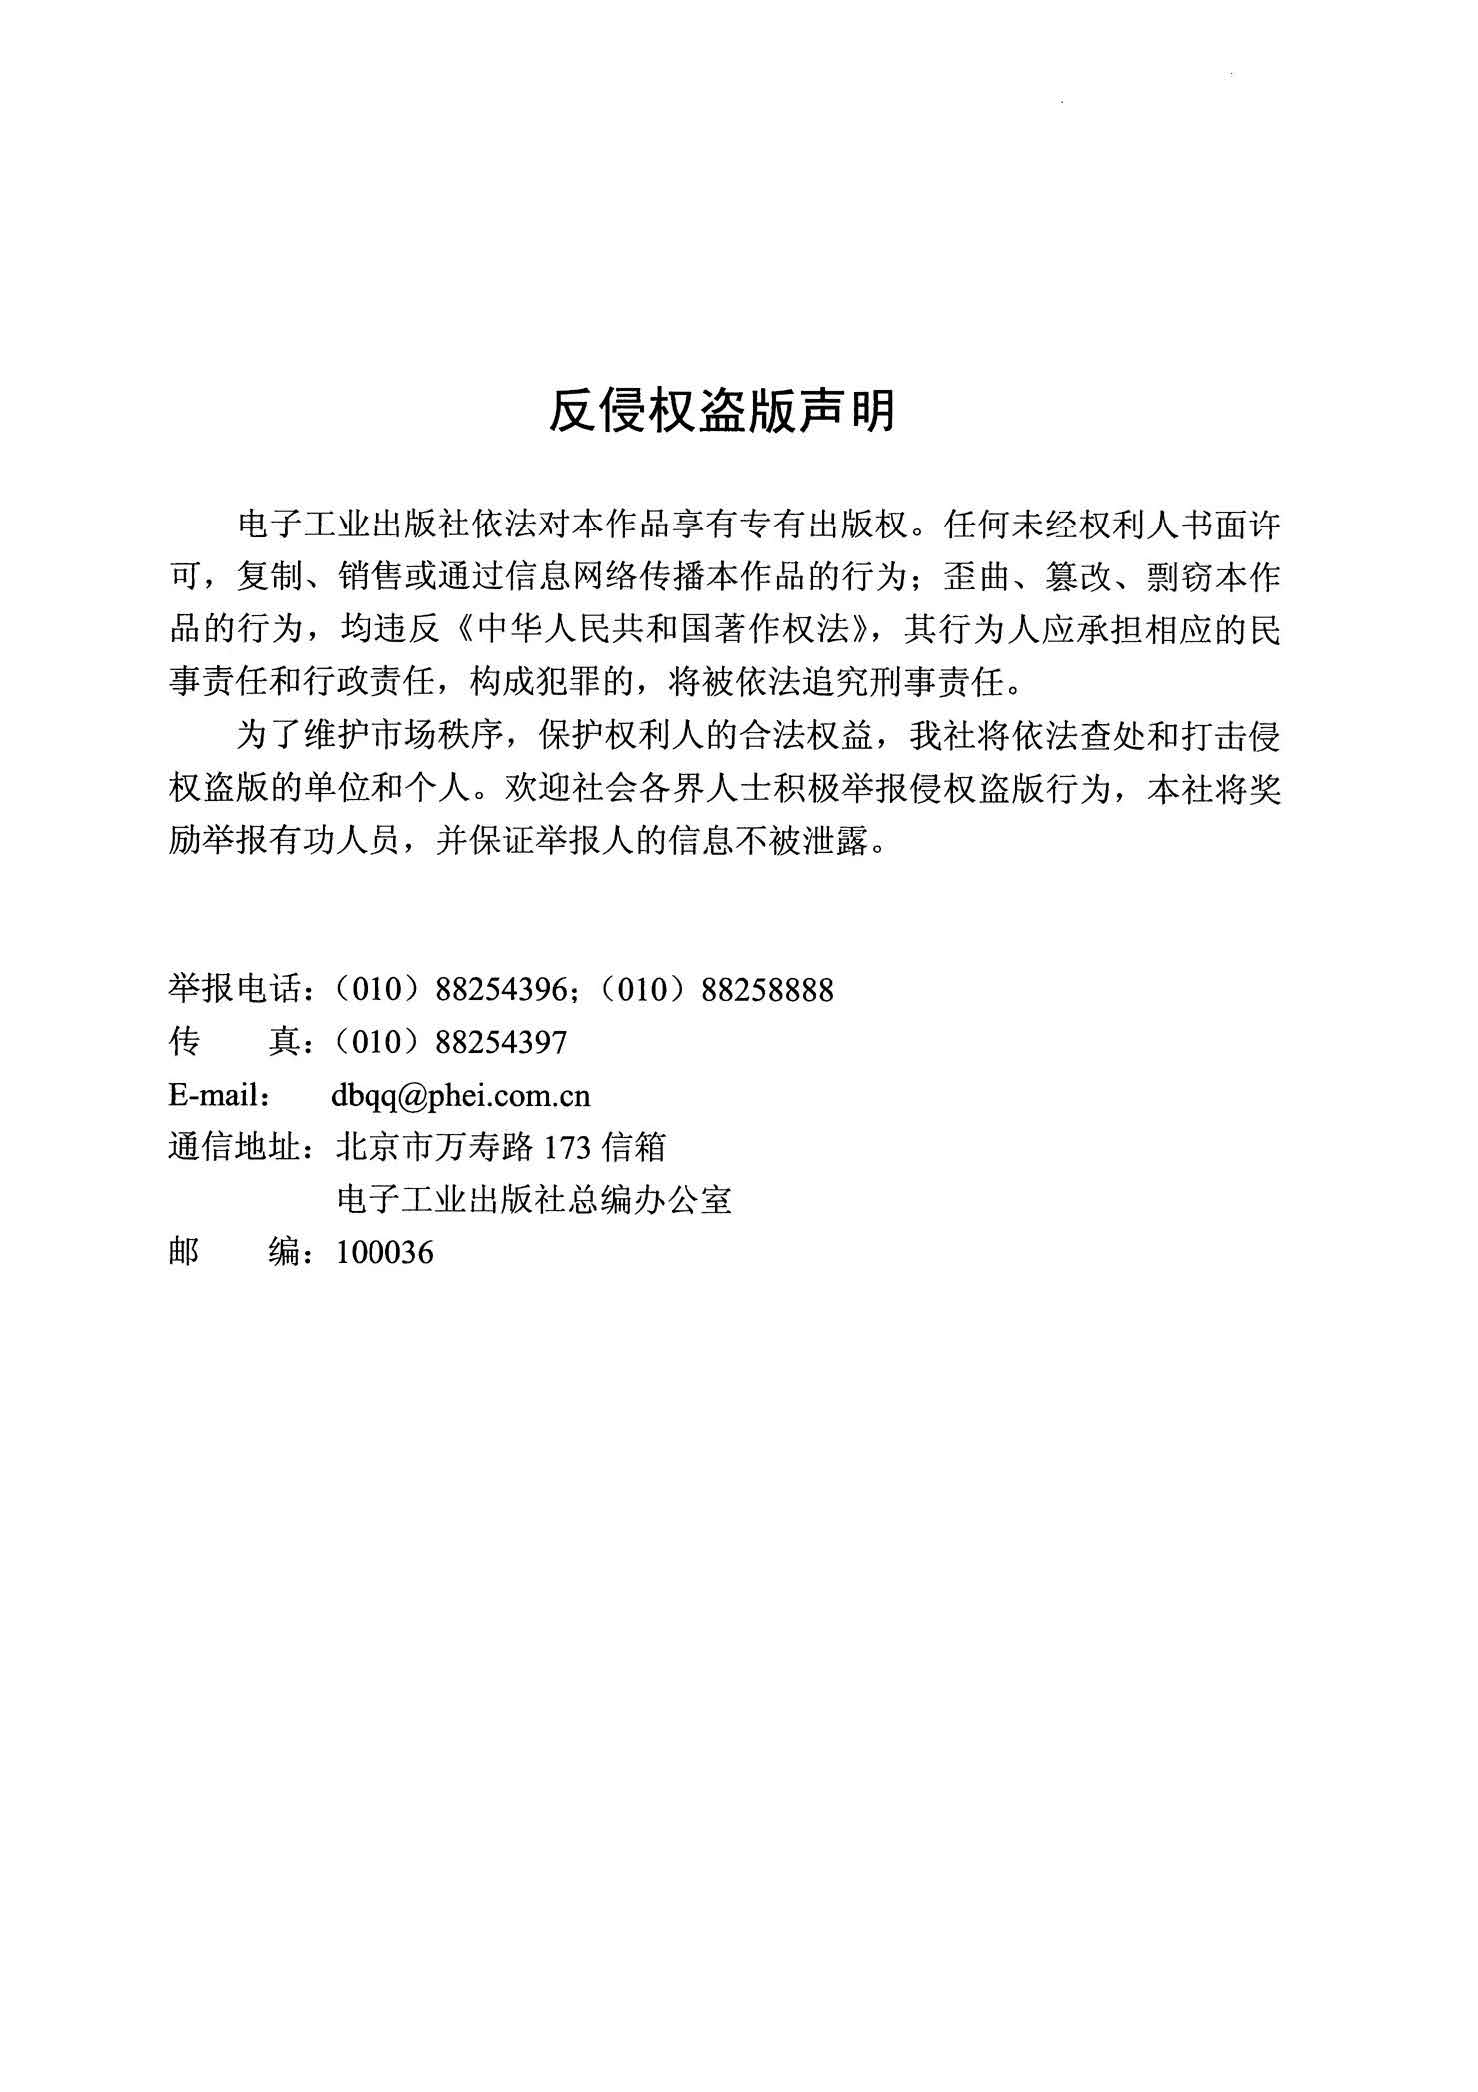 反侵权盗版声明
电子工业出版社依法对本作品享有专有出版权。任何未经权利人书面许
可，复制、销售或通过信息网络传播本作品的行为；歪曲、篡改、剽窃本作
品的行为，均违反《中华人民共和国著作权法》，其行为人应承担相应的民
事责任和行政责任，构成犯罪的，将被依法追究刑事责任。
为了维护市场秩序，保护权利人的合法权益，我社将依法查处和打击侵
权盗版的单位和个人。欢迎社会各界人士积极举报侵权盗版行为，本社将奖
励举报有功人员，并保证举报人的信息不被泄露。
举报电话：（010）88254396；（010）88258888
传　　真：（010）88254397
E-mail：　dbqq@phei.com.cn
通信地址：北京市万寿路 173 信箱
电子工业出版社总编办公室
邮　　编：100036